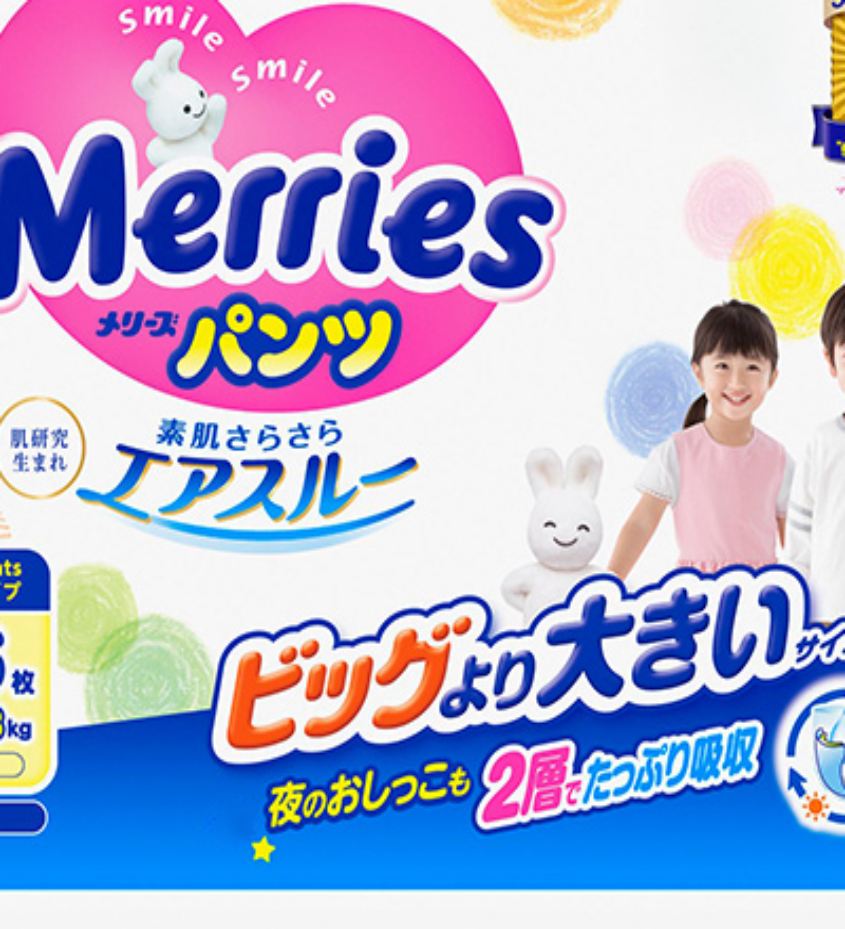 Smile Smile
Merries
メリーズ パンツ
肌研究
生まれ
素肌さらさら
エアスルー
枚
kg
ビッグより大きい
夜のおしっこも 2層でたっぷり吸収